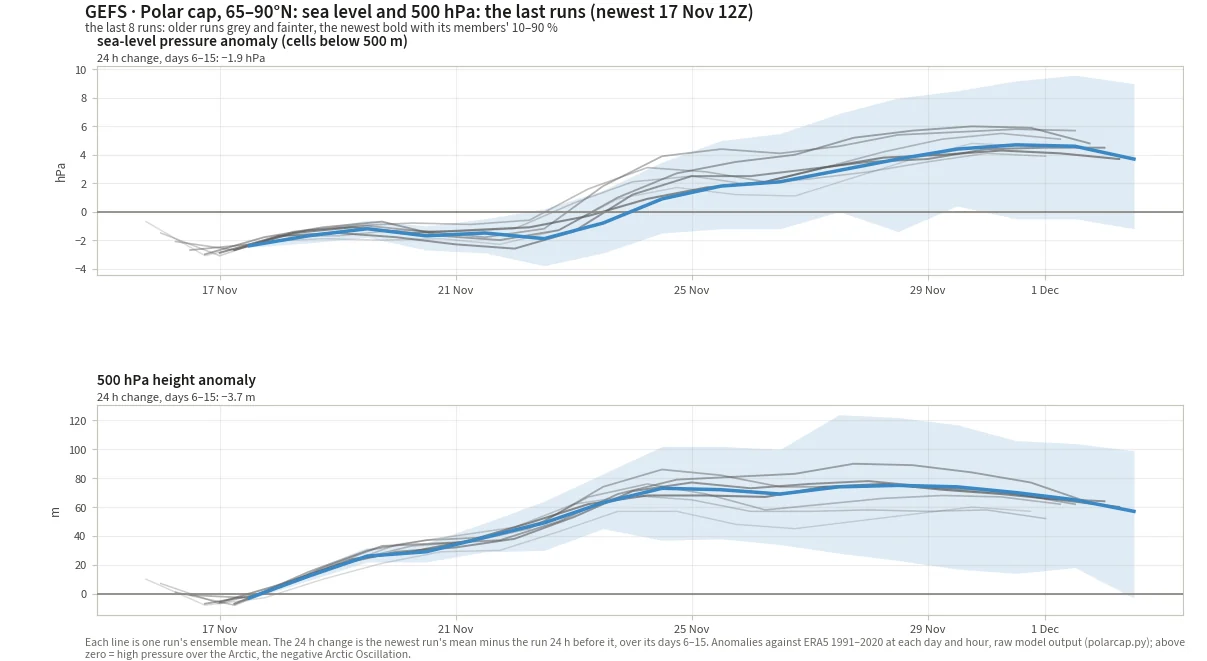 GEFS · Polar cap, 65–90°N: sea level and 500 hPa: the last runs (newest 17 Nov 12Z)
the last 8 runs: older runs grey and fainter, the newest bold with its members' 10–90 %
sea-level pressure anomaly (cells below 500 m)
24 h change, days 6–15: −1.9 hPa
10
8
6
4
2
0
−2
−4
hPa
17 Nov
21 Nov
25 Nov
29 Nov
1 Dec
500 hPa height anomaly
24 h change, days 6–15: −3.7 m
120
100
80
60
40
20
0
m
17 Nov
21 Nov
25 Nov
29 Nov
1 Dec
Each line is one run's ensemble mean. The 24 h change is the newest run's mean minus the run 24 h before it, over its days 6–15. Anomalies against ERA5 1991–2020 at each day and hour, raw model output (polarcap.py); above
zero = high pressure over the Arctic, the negative Arctic Oscillation.